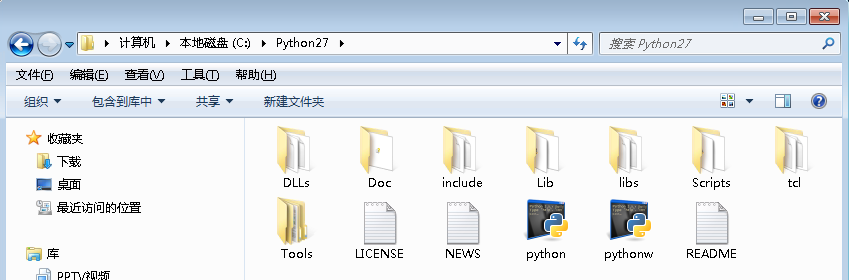 计算机 本地磁盘 (C:) Python27 搜索 Python27
文件(F) 编辑(E) 查看(V) 工具(T) 帮助(H)
组织 包含到库中 共享 新建文件夹
收藏夹
下载
桌面
最近访问的位置
库
PPTV视频
DLLs Doc include Lib libs Scripts tcl
Tools LICENSE NEWS python pythonw README